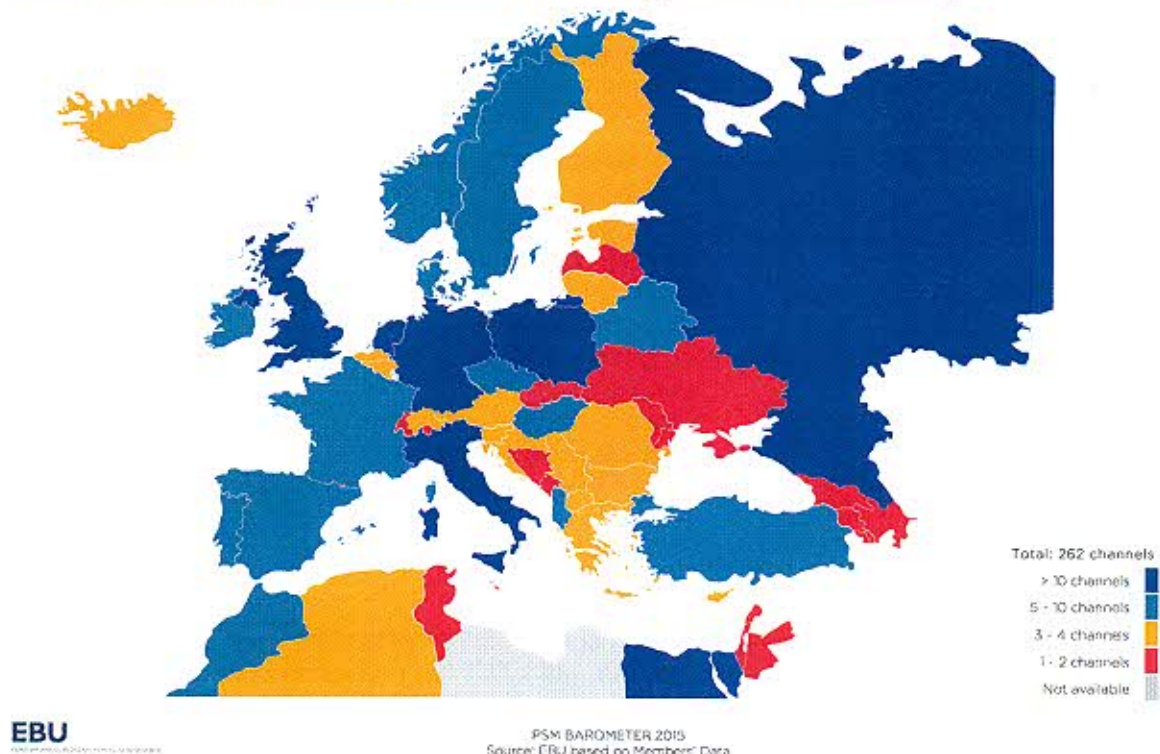 Total: 262 channels
> 10 channels
5 - 10 channels
3 - 4 channels
1 - 2 channels
Not available
EBU
PSM BAROMETER 2015
Source: EBU based on Members' Data